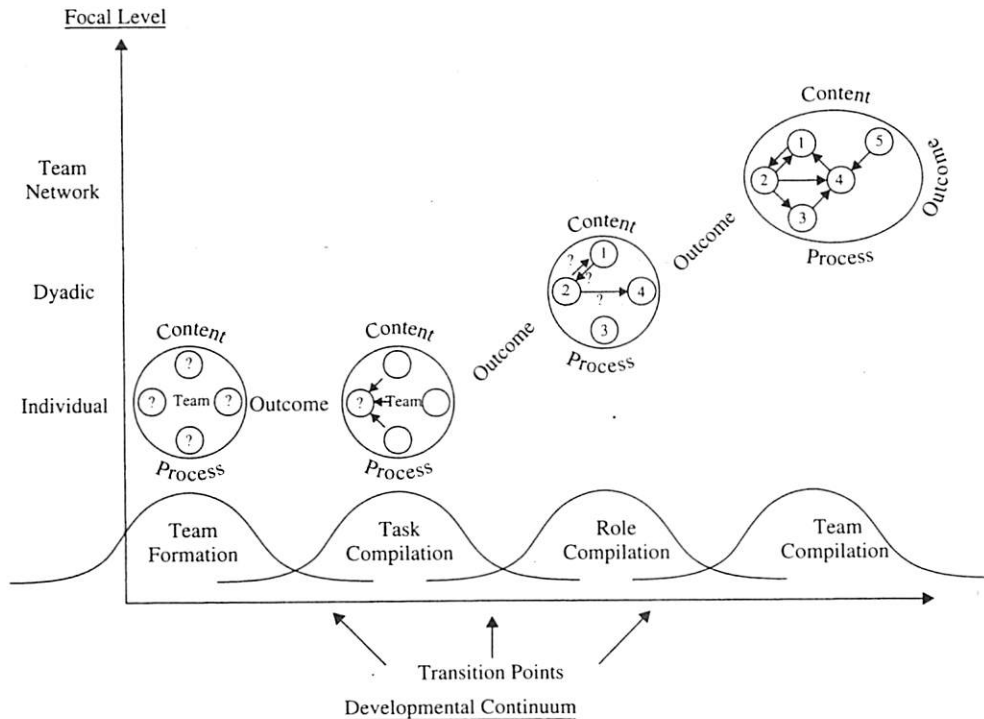 Focal Level
Content
1
5
Team
Network
2
4
Outcome
3
Process
Content
Outcome
?
1
?
Dyadic
2
4
?
3
Process
Content
Content
Outcome
?
Individual
?
Team
?
Outcome
?
Team
?
Process
Process
Team
Formation
Task
Compilation
Role
Compilation
Team
Compilation
Transition Points
Developmental Continuum